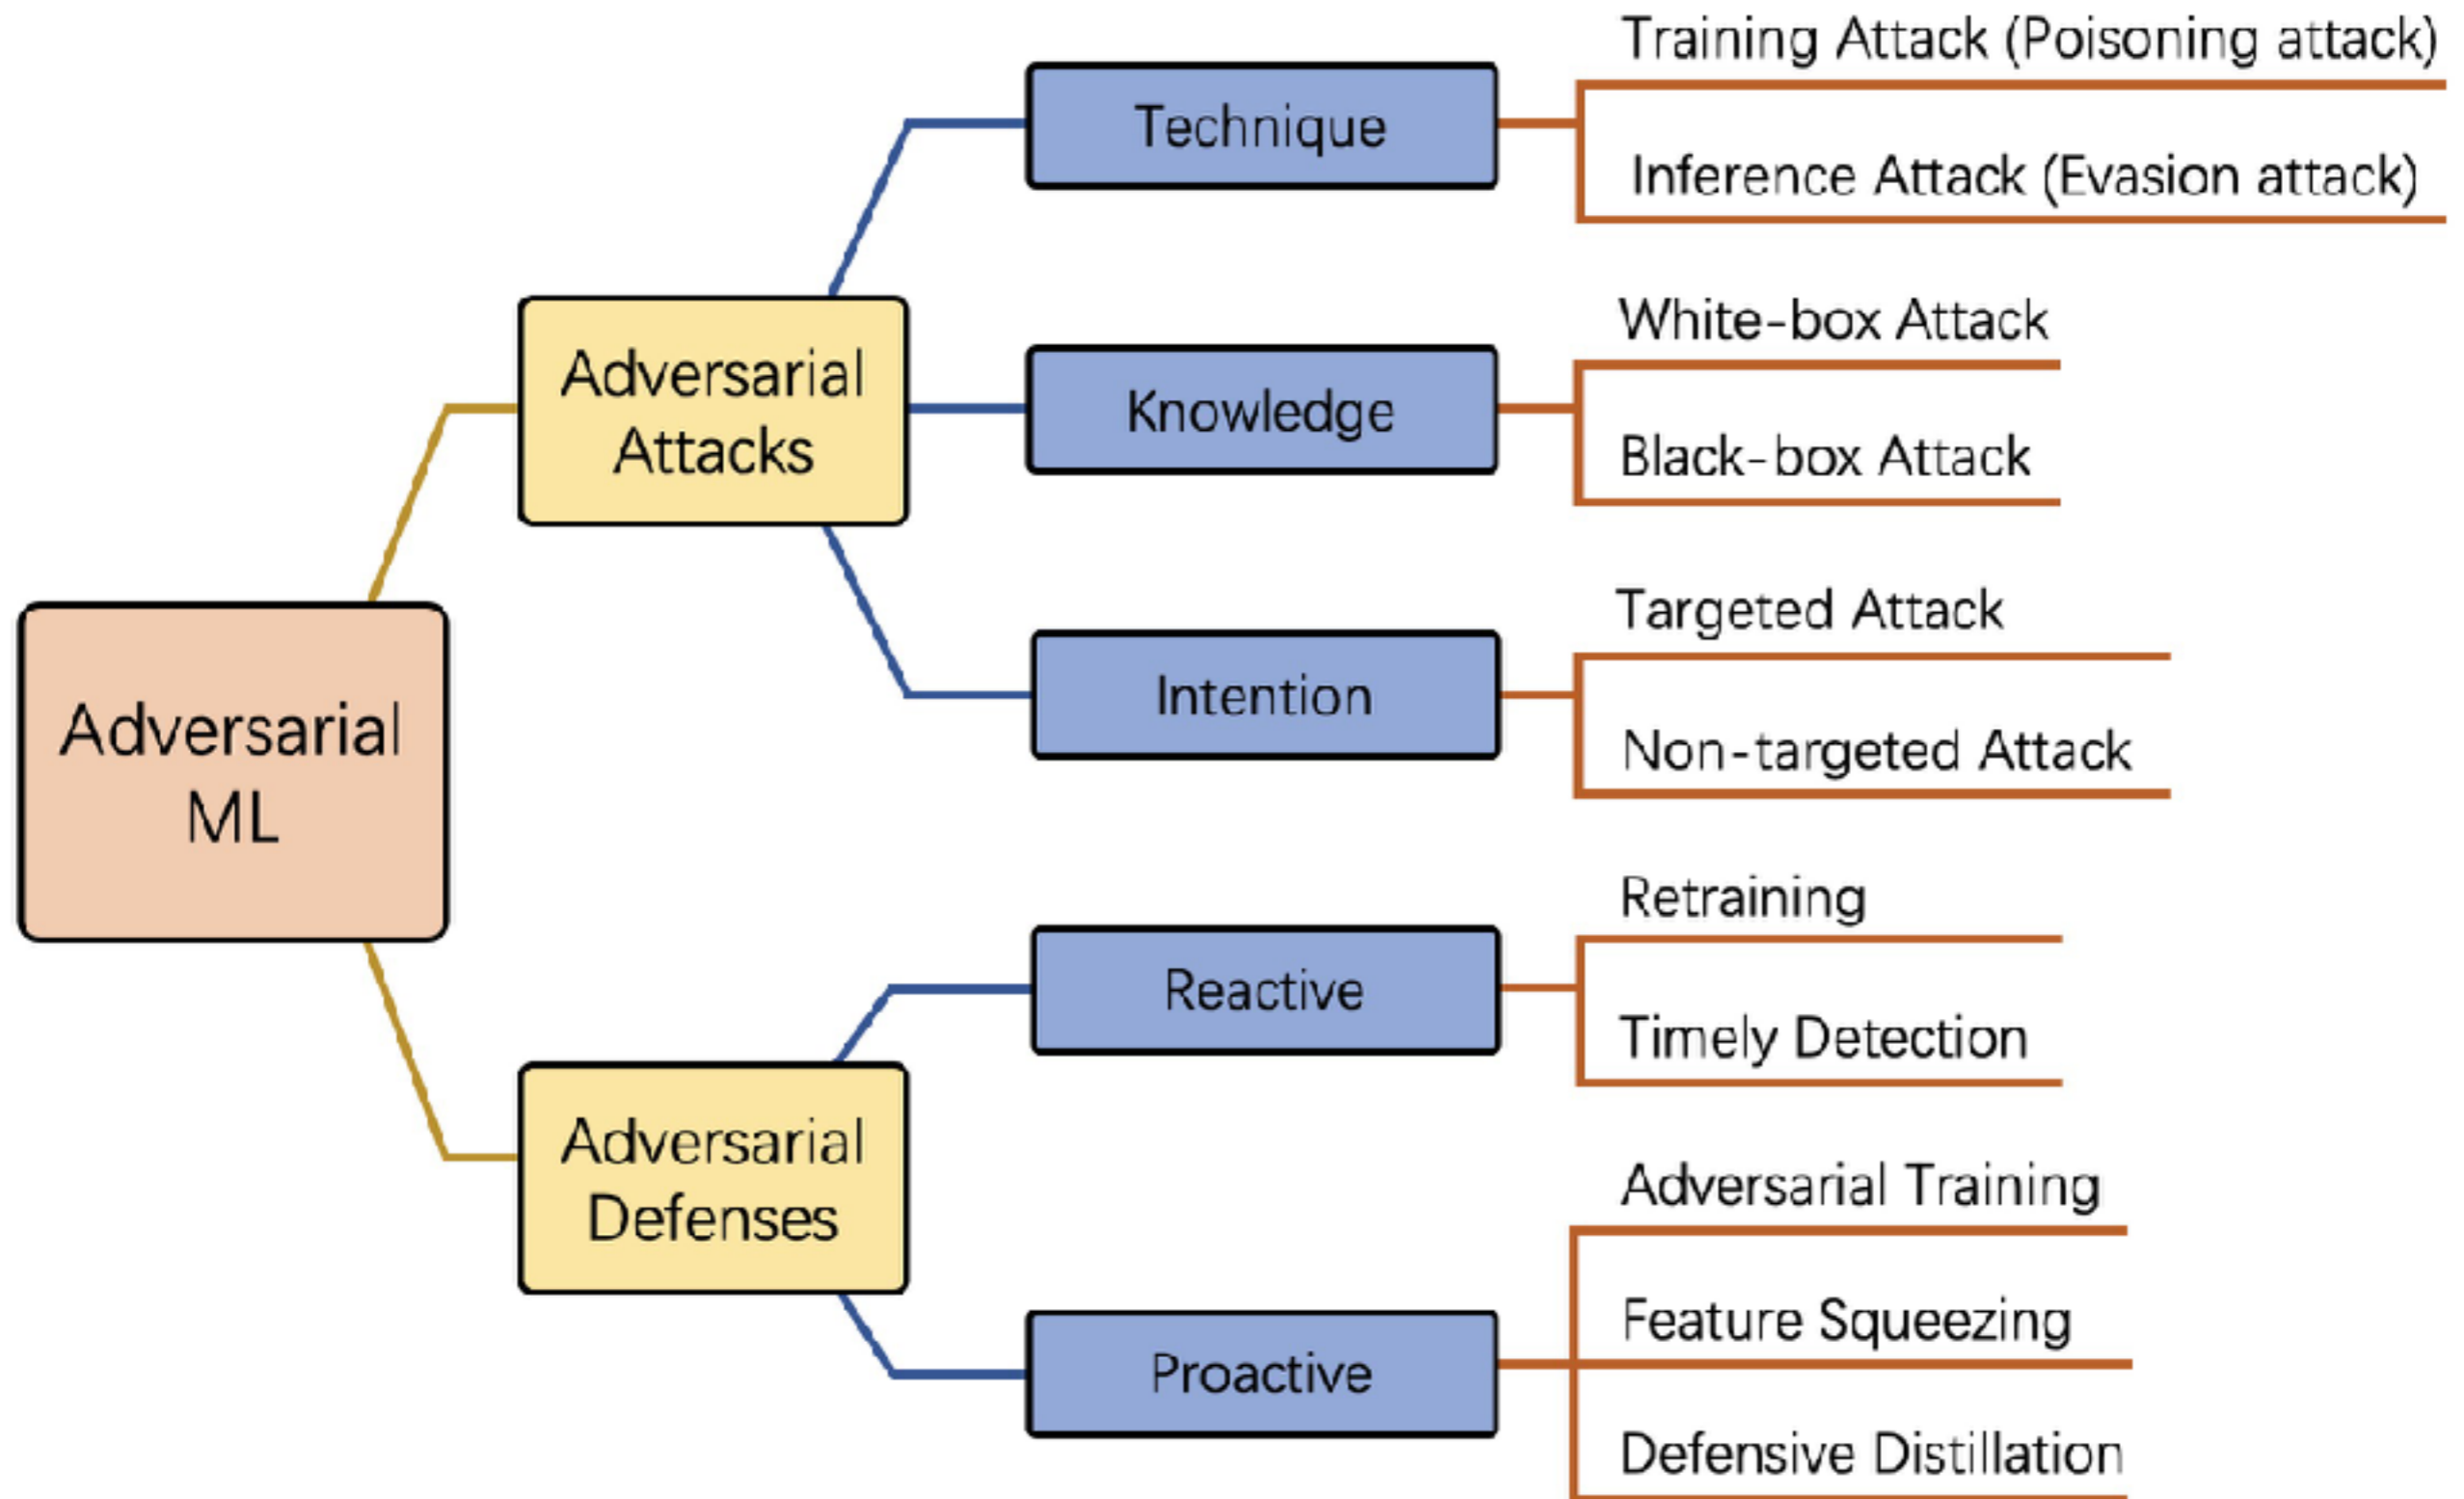 Training Attack (Poisoning attack)
Technique
Inference Attack (Evasion attack)
White-box Attack
Adversarial
Attacks
Knowledge
Black-box Attack
Targeted Attack
Intention
Non-targeted Attack
Adversarial
ML
Retraining
Reactive
Timely Detection
Adversarial
Defenses
Adversarial Training
Feature Squeezing
Proactive
Defensive Distillation